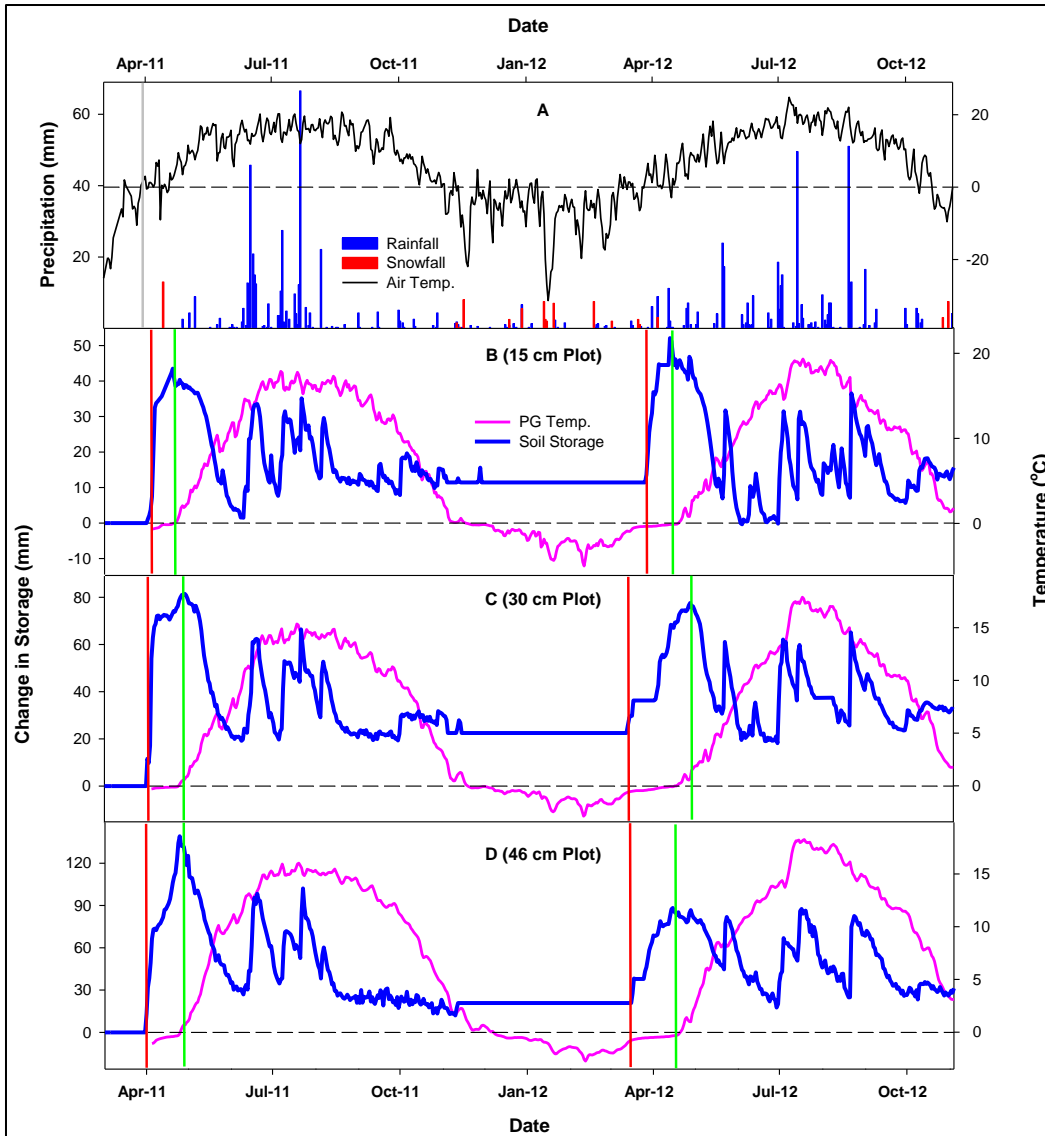 Date
Apr-11 Jul-11 Oct-11 Jan-12 Apr-12 Jul-12 Oct-12
A
Precipitation (mm)
60
40
20
20
0
-20
Rainfall
Snowfall
Air Temp.
B (15 cm Plot)
50
40
30
20
10
0
-10
20
10
0
PG Temp.
Soil Storage
Change in Storage (mm)
Temperature (°C)
C (30 cm Plot)
80
60
40
20
0
15
10
5
0
D (46 cm Plot)
120
90
60
30
0
15
10
5
0
Apr-11 Jul-11 Oct-11 Jan-12 Apr-12 Jul-12 Oct-12
Date